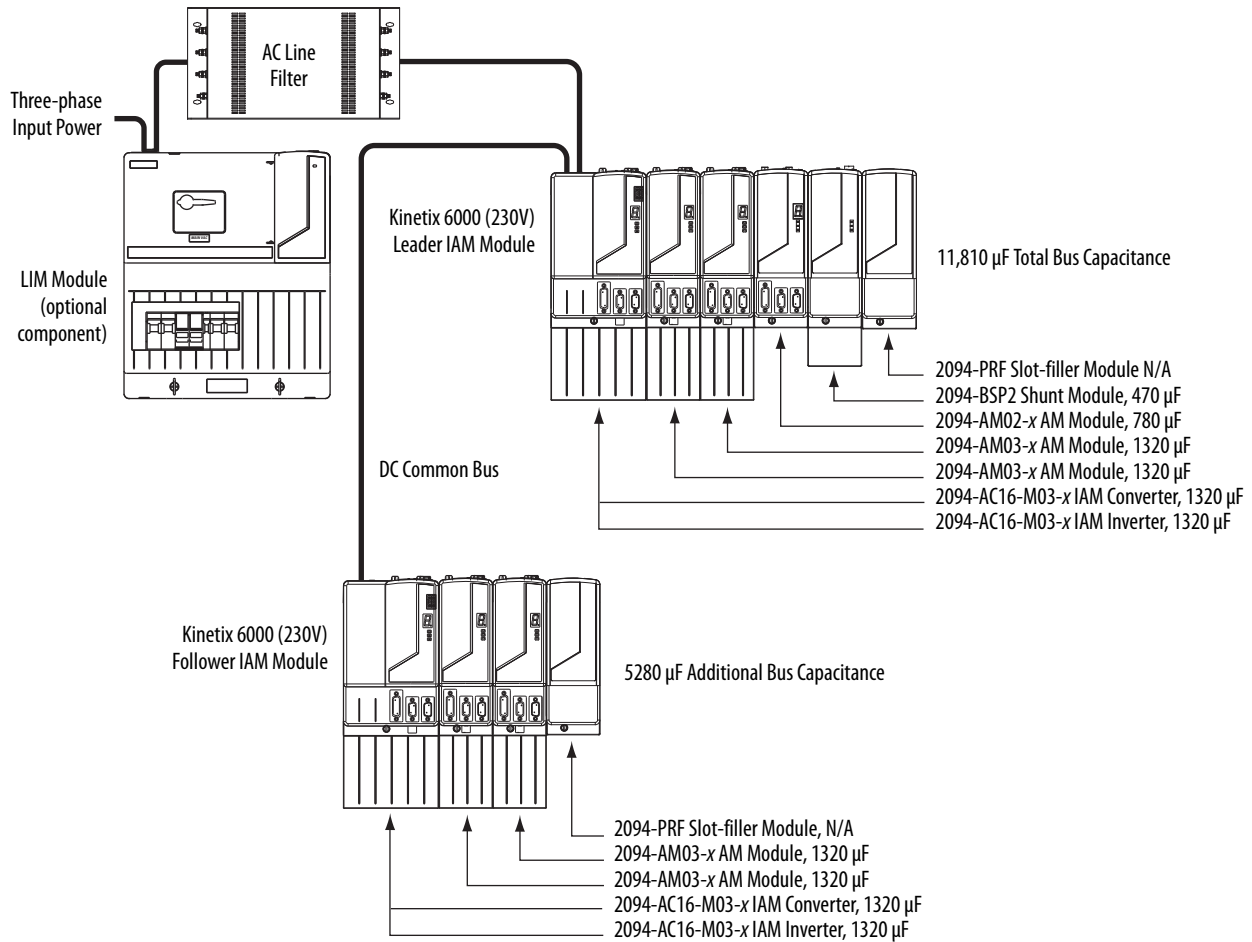 AC Line
Filter
Three-phase
Input Power
LIM Module
(optional
component)
Kinetix 6000 (230V)
Leader IAM Module
11,810 µF Total Bus Capacitance
2094-PRF Slot-filler Module N/A
2094-BSP2 Shunt Module, 470 µF
2094-AM02-x AM Module, 780 µF
2094-AM03-x AM Module, 1320 µF
2094-AM03-x AM Module, 1320 µF
2094-AC16-M03-x IAM Converter, 1320 µF
2094-AC16-M03-x IAM Inverter, 1320 µF
DC Common Bus
Kinetix 6000 (230V)
Follower IAM Module
5280 µF Additional Bus Capacitance
2094-PRF Slot-filler Module, N/A
2094-AM03-x AM Module, 1320 µF
2094-AM03-x AM Module, 1320 µF
2094-AC16-M03-x IAM Converter, 1320 µF
2094-AC16-M03-x IAM Inverter, 1320 µF